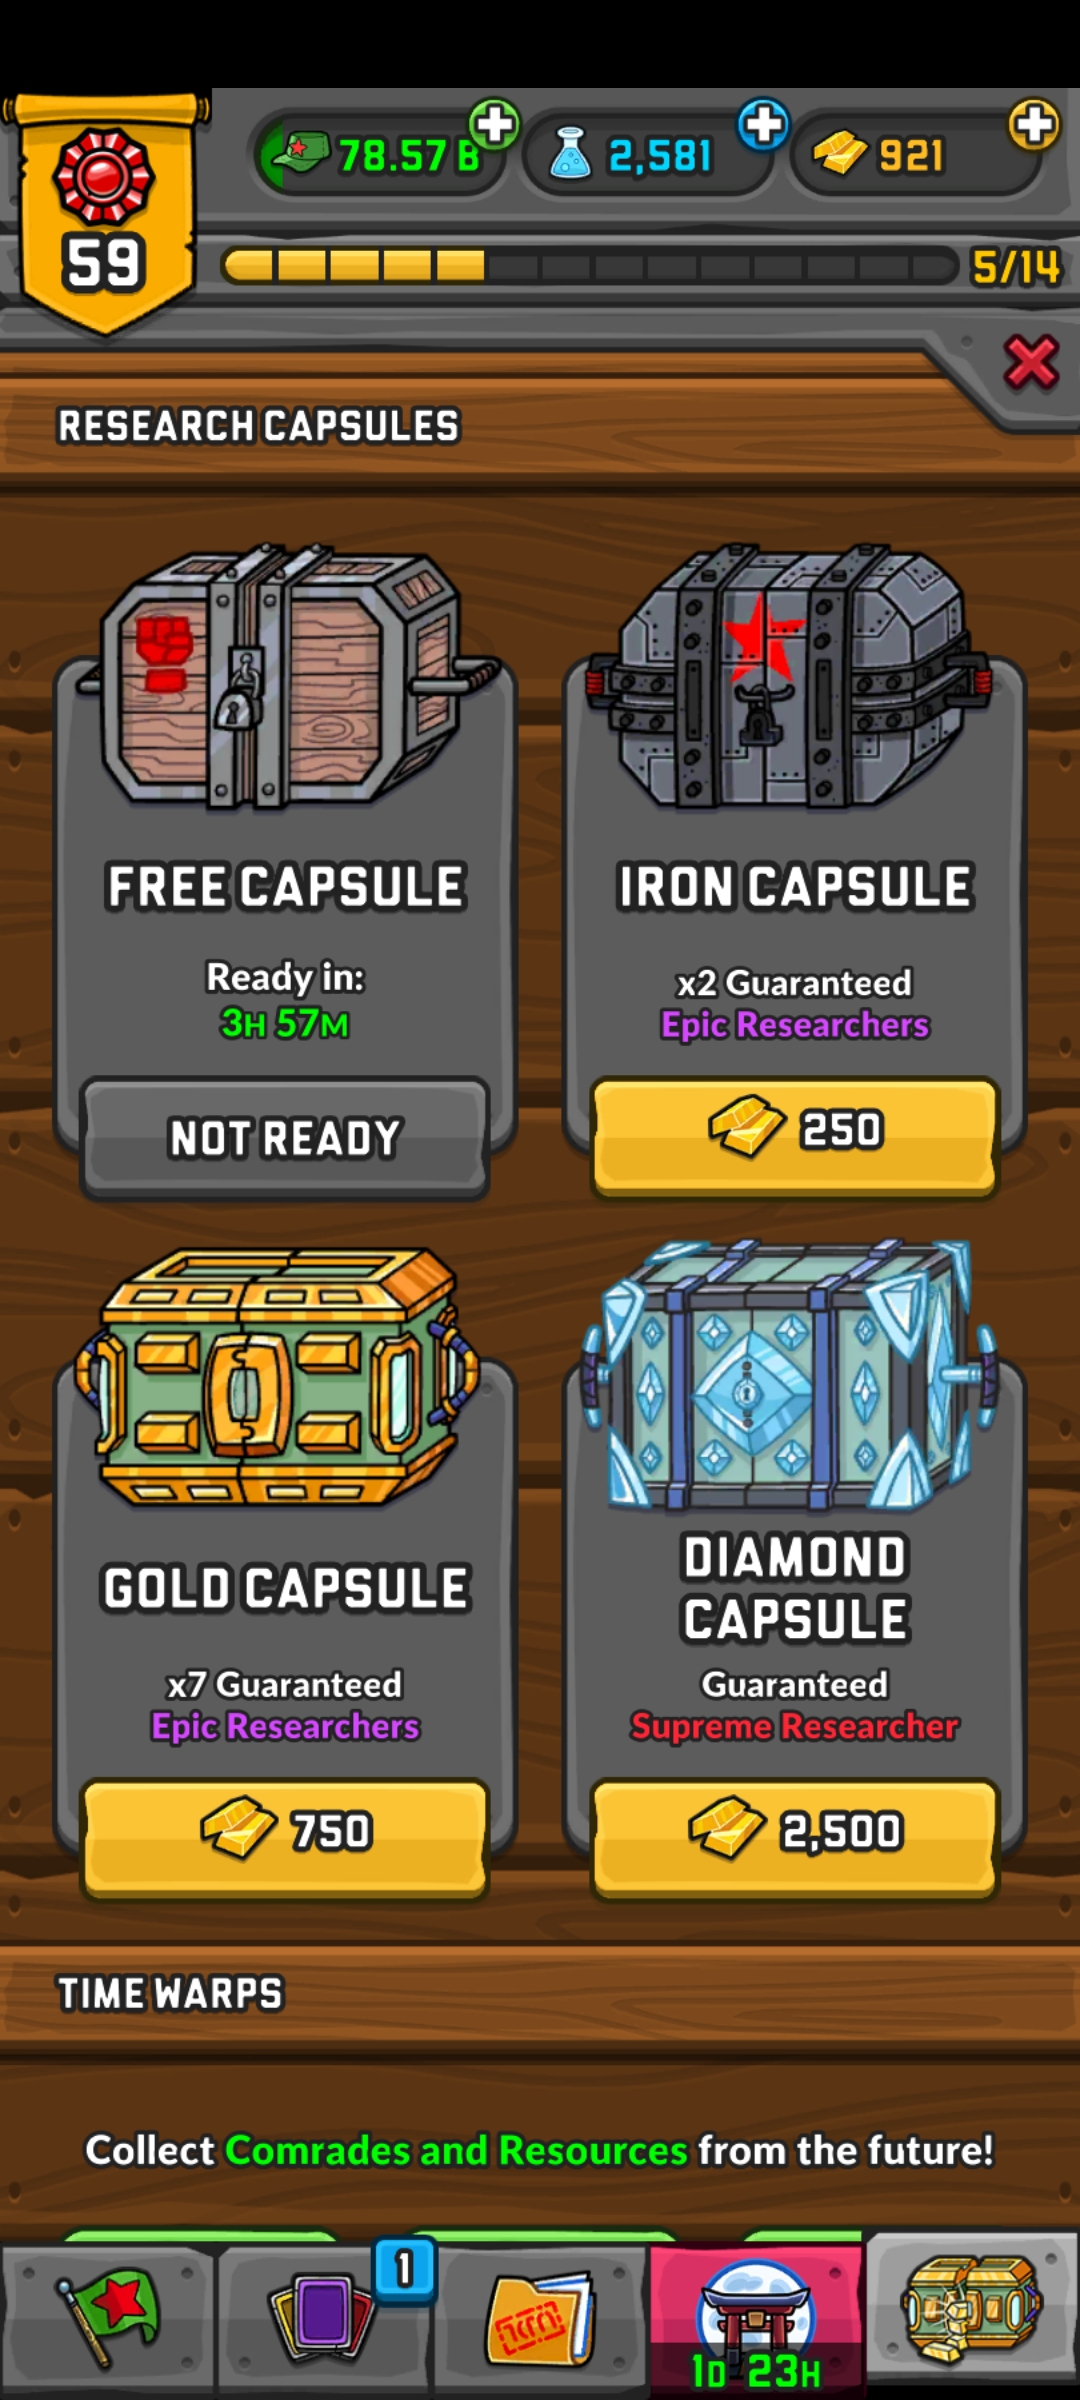 78.57 B
2,581
921
59
5/14
RESEARCH CAPSULES
FREE CAPSULE
Ready in:
3H 57M
NOT READY
IRON CAPSULE
x2 Guaranteed
Epic Researchers
250
GOLD CAPSULE
x7 Guaranteed
Epic Researchers
750
DIAMOND
CAPSULE
Guaranteed
Supreme Researcher
2,500
TIME WARPS
Collect Comrades and Resources from the future!
1
1D 23H